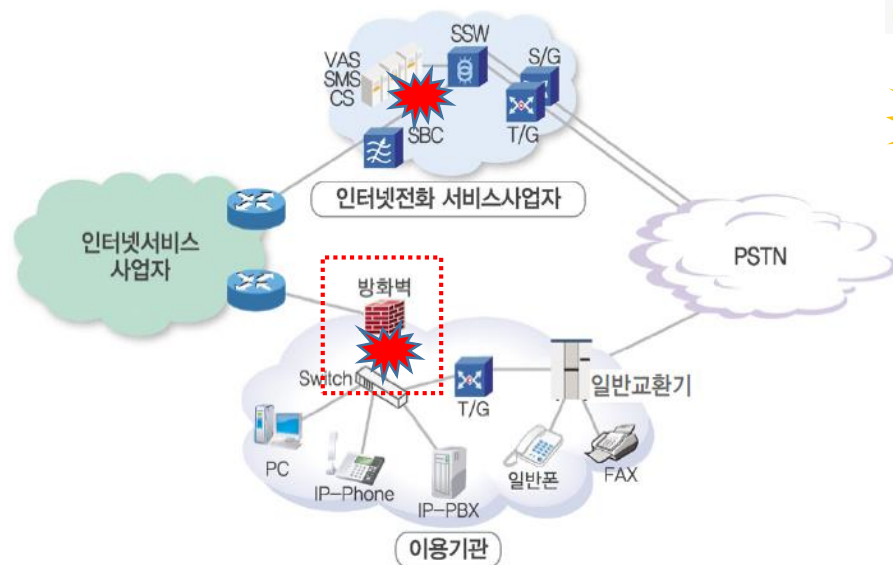 SSW
VAS
SMS
CS
S/G
SBC
T/G
인터넷전화 서비스사업자
인터넷서비스
사업자
PSTN
방화벽
Switch
T/G
일반교환기
PC
IP-Phone
IP-PBX
일반폰
FAX
이용기관